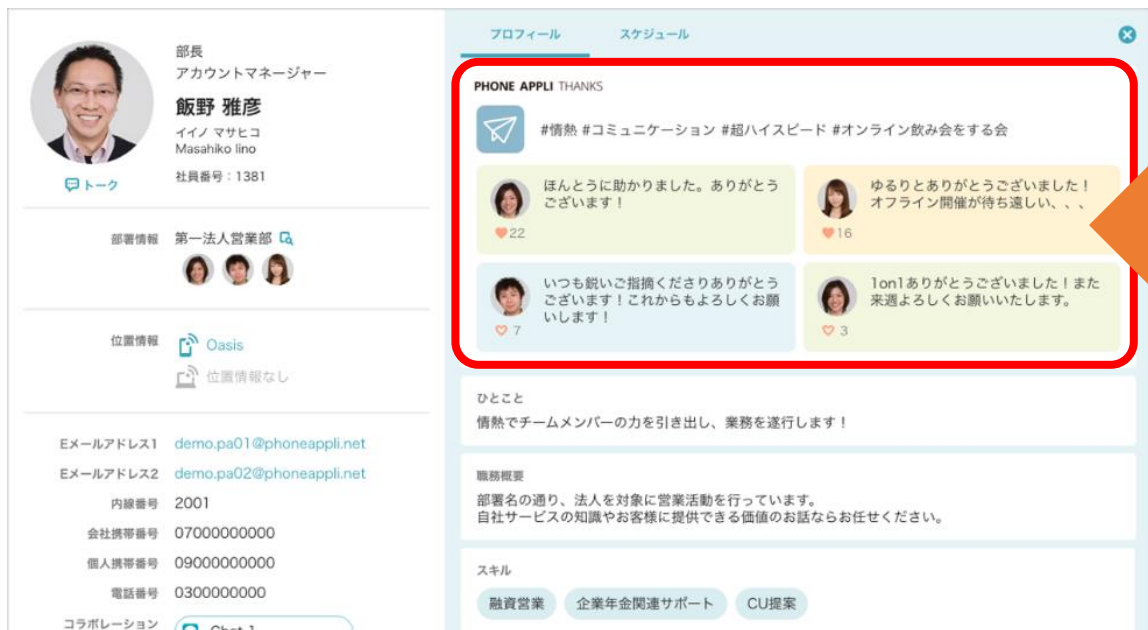 部長
アカウントマネージャー
飯野 雅彦
イイノ マサヒコ
Masahiko Iino
社員番号：1381
トーク
部署情報 第一法人営業部
位置情報 Oasis
位置情報なし
Eメールアドレス1 demo.pa01@phoneappli.net
Eメールアドレス2 demo.pa02@phoneappli.net
内線番号 2001
会社携帯番号 07000000000
個人携帯番号 09000000000
電話番号 0300000000
コラボレーション Chat 1
プロフィール スケジュール
PHONE APPLI THANKS
#情熱 #コミュニケーション #超ハイスピード #オンライン飲み会をする会
ほんとうに助かりました。ありがとう
ございます！
22
ゆるりとありがとうございました！
オフライン開催が待ち遠しい、、、
16
いつも鋭いご指摘くださりありがとう
ございます！これからもよろしくお願
いします！
7
1on1ありがとうございました！また
来週よろしくお願いいたします。
3
ひとこと
情熱でチームメンバーの力を引き出し、業務を遂行します！
職務概要
部署名の通り、法人を対象に営業活動を行っています。
自社サービスの知識やお客様に提供できる価値のお話ならお任せください。
スキル
融資営業 企業年金関連サポート CU提案